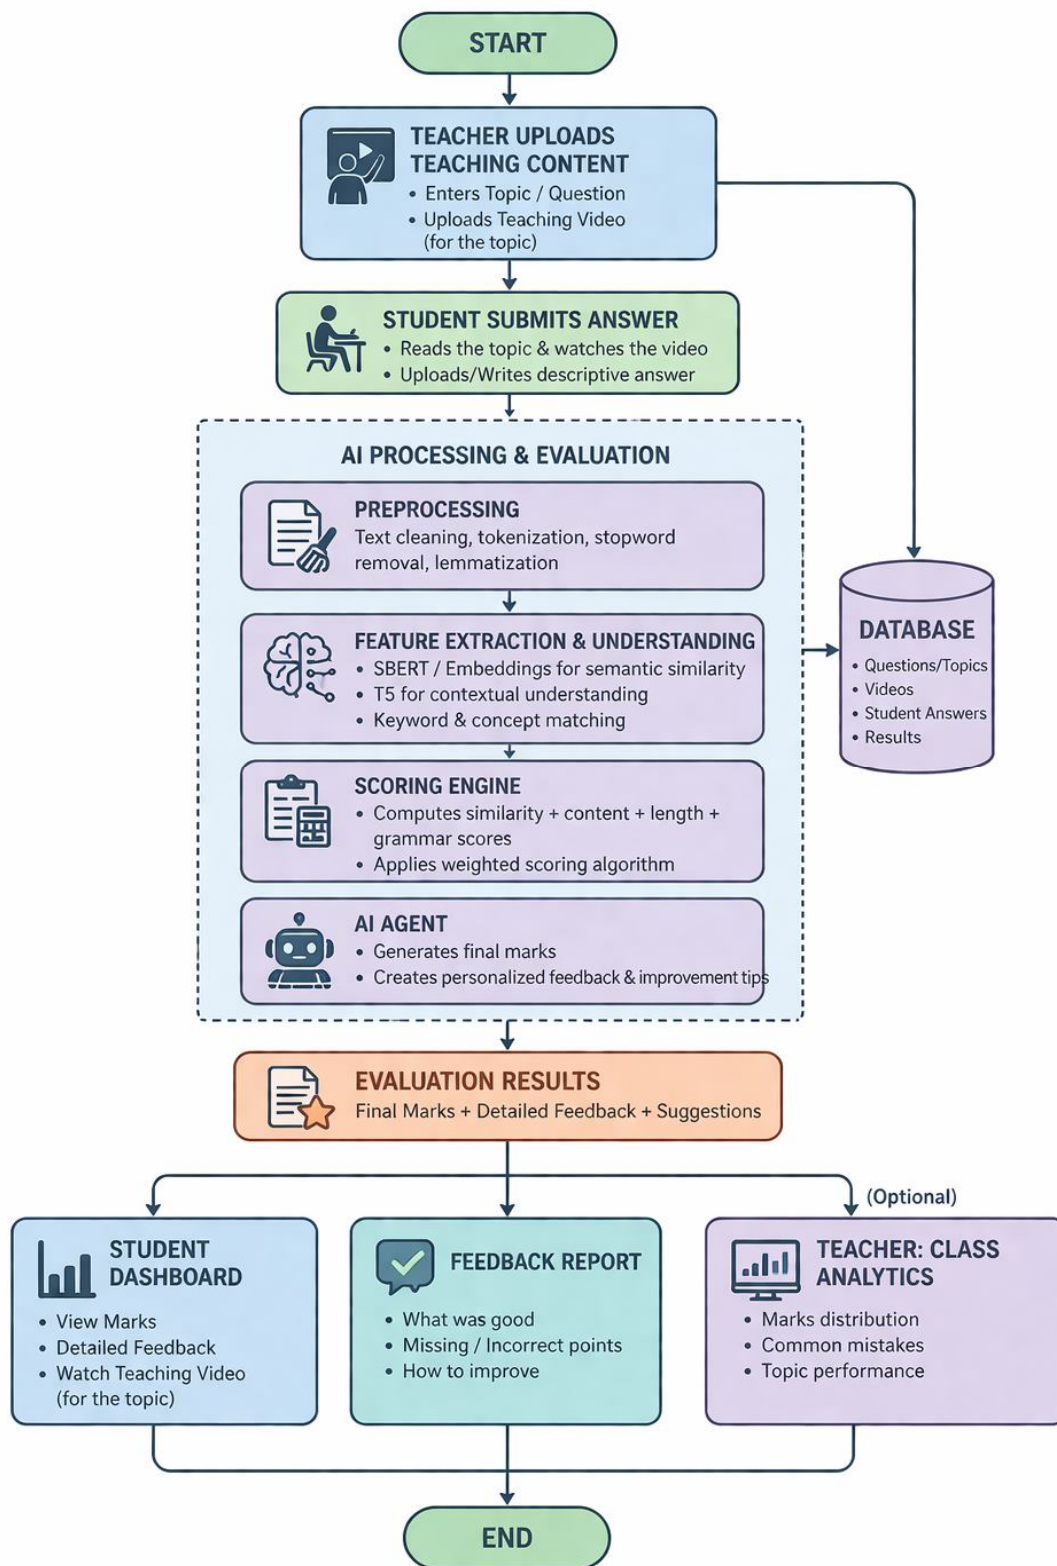 START
TEACHER UPLOADS
TEACHING CONTENT
• Enters Topic / Question
• Uploads Teaching Video
(for the topic)
STUDENT SUBMITS ANSWER
• Reads the topic & watches the video
• Uploads/Writes descriptive answer
AI PROCESSING & EVALUATION
PREPROCESSING
Text cleaning, tokenization, stopword
removal, lemmatization
FEATURE EXTRACTION & UNDERSTANDING
• SBERT / Embeddings for semantic similarity
• T5 for contextual understanding
• Keyword & concept matching
SCORING ENGINE
• Computes similarity + content + length +
grammar scores
• Applies weighted scoring algorithm
AI AGENT
• Generates final marks
• Creates personalized feedback & improvement tips
DATABASE
• Questions/Topics
• Videos
• Student Answers
• Results
EVALUATION RESULTS
Final Marks + Detailed Feedback + Suggestions
(Optional)
STUDENT
DASHBOARD
• View Marks
• Detailed Feedback
• Watch Teaching Video
(for the topic)
FEEDBACK REPORT
• What was good
• Missing / Incorrect points
• How to improve
TEACHER: CLASS
ANALYTICS
• Marks distribution
• Common mistakes
• Topic performance
END